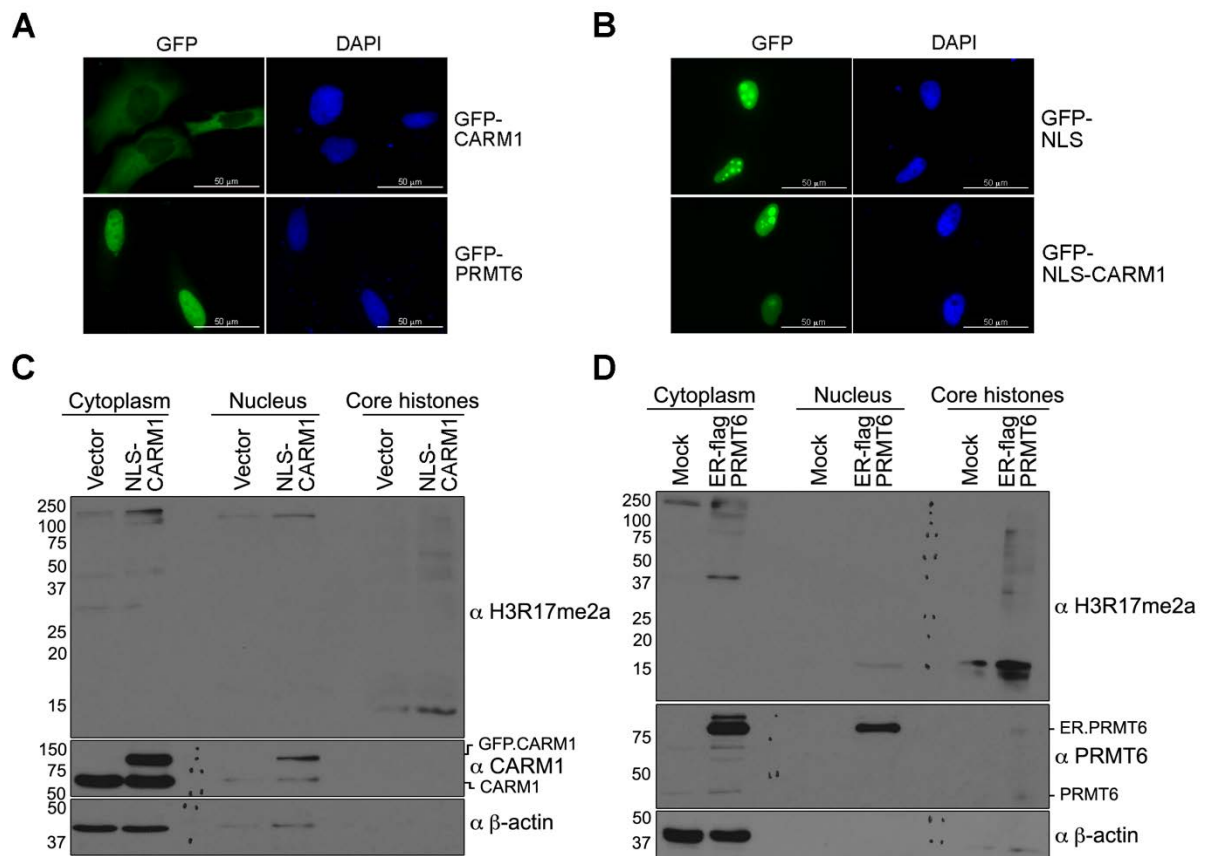 A
GFP
DAPI
GFP-
CARM1
50 µm
50 µm
GFP-
PRMT6
50 µm
50 µm
B
GFP
DAPI
GFP-
NLS
50 µm
50 µm
GFP-
NLS-CARM1
50 µm
50 µm
C
Cytoplasm
Nucleus
Core histones
Vector
NLS-
CARM1
Vector
NLS-
CARM1
Vector
NLS-
CARM1
250
100
75
50
37
25
20
15
α H3R17me2a
150
75
50
GFP.CARM1
α CARM1
CARM1
50
37
α β-actin
D
Cytoplasm
Nucleus
Core histones
Mock
ER-flag
PRMT6
Mock
ER-flag
PRMT6
Mock
ER-flag
PRMT6
250
100
75
50
37
25
20
15
α H3R17me2a
75
50
ER.PRMT6
α PRMT6
PRMT6
50
37
α β-actin